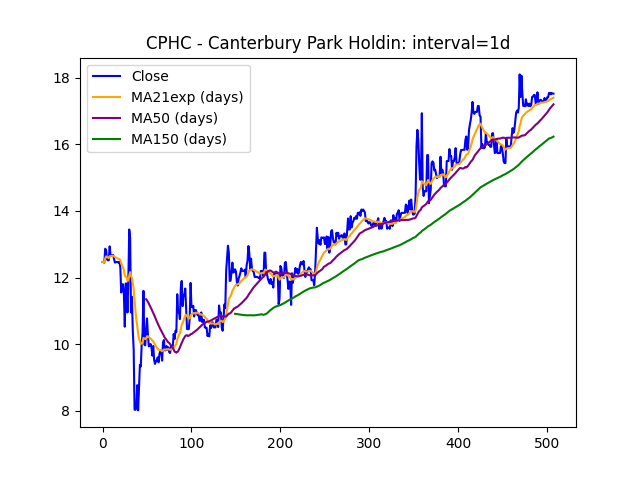 CPHC - Canterbury Park Holdin: interval=1d
Close
MA21exp (days)
MA50 (days)
MA150 (days)
18
16
14
12
10
8
0 100 200 300 400 500